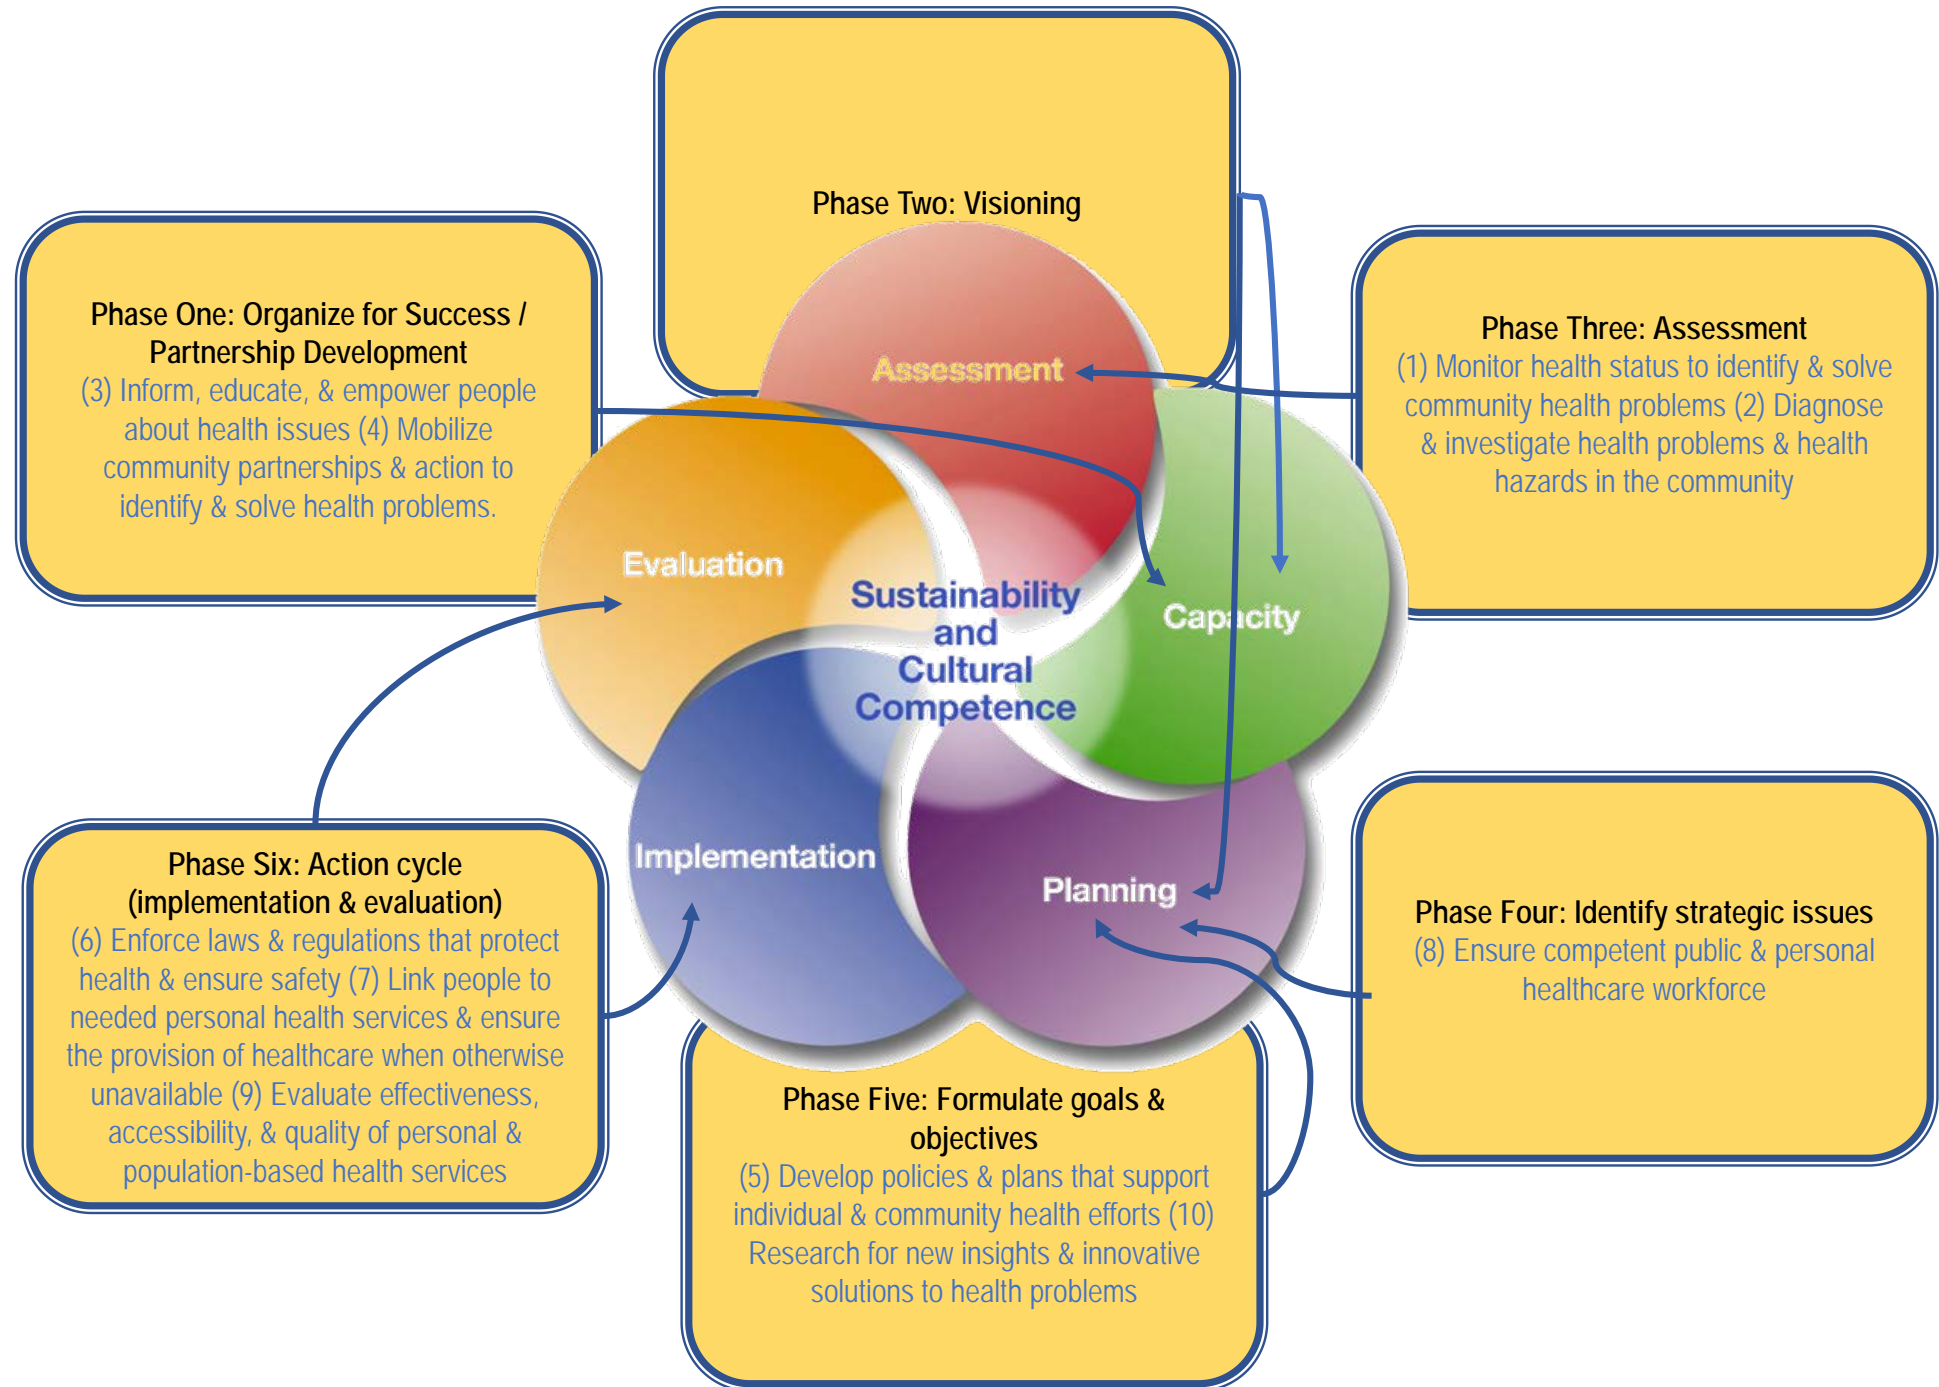 Phase Two: Visioning
Phase One: Organize for Success /
Partnership Development
(3) Inform, educate, & empower people
about health issues (4) Mobilize
community partnerships & action to
identify & solve health problems.
Phase Three: Assessment
(1) Monitor health status to identify & solve
community health problems (2) Diagnose
& investigate health problems & health
hazards in the community
Assessment
Evaluation
Capacity
Sustainability
and
Cultural
Competence
Implementation
Planning
Phase Six: Action cycle
(implementation & evaluation)
(6) Enforce laws & regulations that protect
health & ensure safety (7) Link people to
needed personal health services & ensure
the provision of healthcare when otherwise
unavailable (9) Evaluate effectiveness,
accessibility, & quality of personal &
population-based health services
Phase Four: Identify strategic issues
(8) Ensure competent public & personal
healthcare workforce
Phase Five: Formulate goals &
objectives
(5) Develop policies & plans that support
individual & community health efforts (10)
Research for new insights & innovative
solutions to health problems